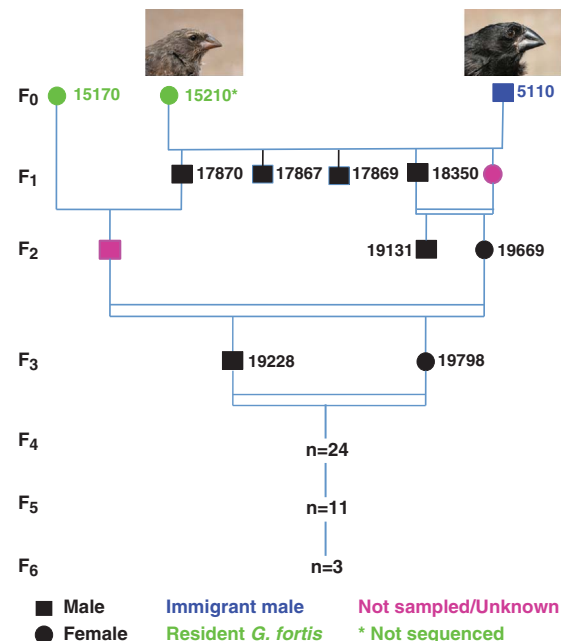 F0 15170 15210* 5110
F1 17870 17867 17869 18350
F2 19131 19669
F3 19228 19798
F4
n=24
F5
n=11
F6 n=3
Male Immigrant male Not sampled/Unknown
Female Resident G. fortis * Not sequenced